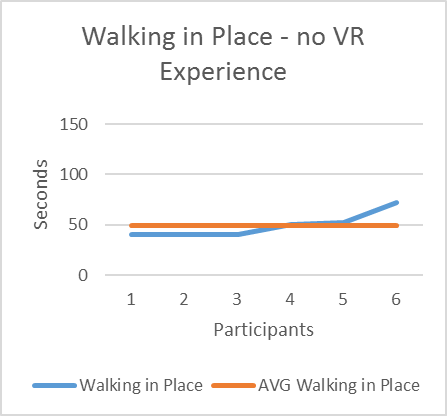 Walking in Place - no VR
Experience
150
100
50
0
Seconds
1 2 3 4 5 6
Participants
Walking in Place AVG Walking in Place